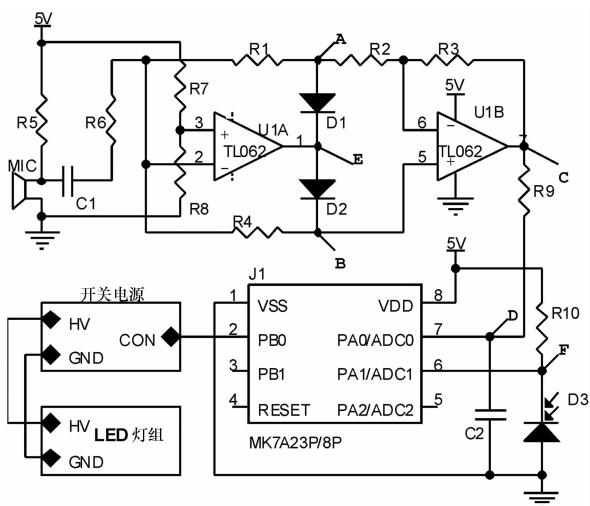 5V
A
R1
R2
R3
R7
5V
R5
R6
D1
U1B
3
+
U1A
6
−
MIC
TL062
1
TL062
7
2
−
E
5
+
C1
C
R8
D2
R9
R4
B
5V
J1
开关电源
1
VSS
VDD
8
D
R10
HV
CON
2
PB0
PA0/ADC0
7
F
GND
3
PB1
PA1/ADC1
6
D3
HV
4
RESET
PA2/ADC2
5
LED 灯组
C2
GND
MK7A23P/8P